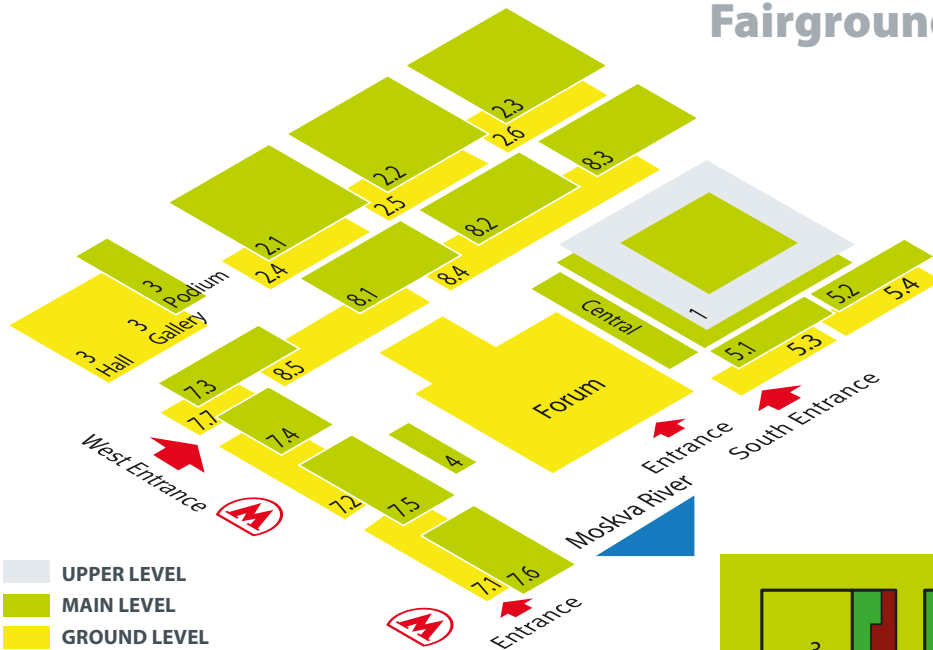 Fairgroun
2.3
2.6
8.3
2.2
2.5
8.2
2.1
2.4
8.4
3
Podium
8.1
3
Gallery
3
Hall
Central
1
5.2
5.4
5.1
5.3
7.3
8.5
7.7
7.4
Forum
4
West Entrance
7.2
7.5
Entrance
South Entrance
Moskva River
M
7.1
7.6
Entrance
M
UPPER LEVEL
MAIN LEVEL
GROUND LEVEL